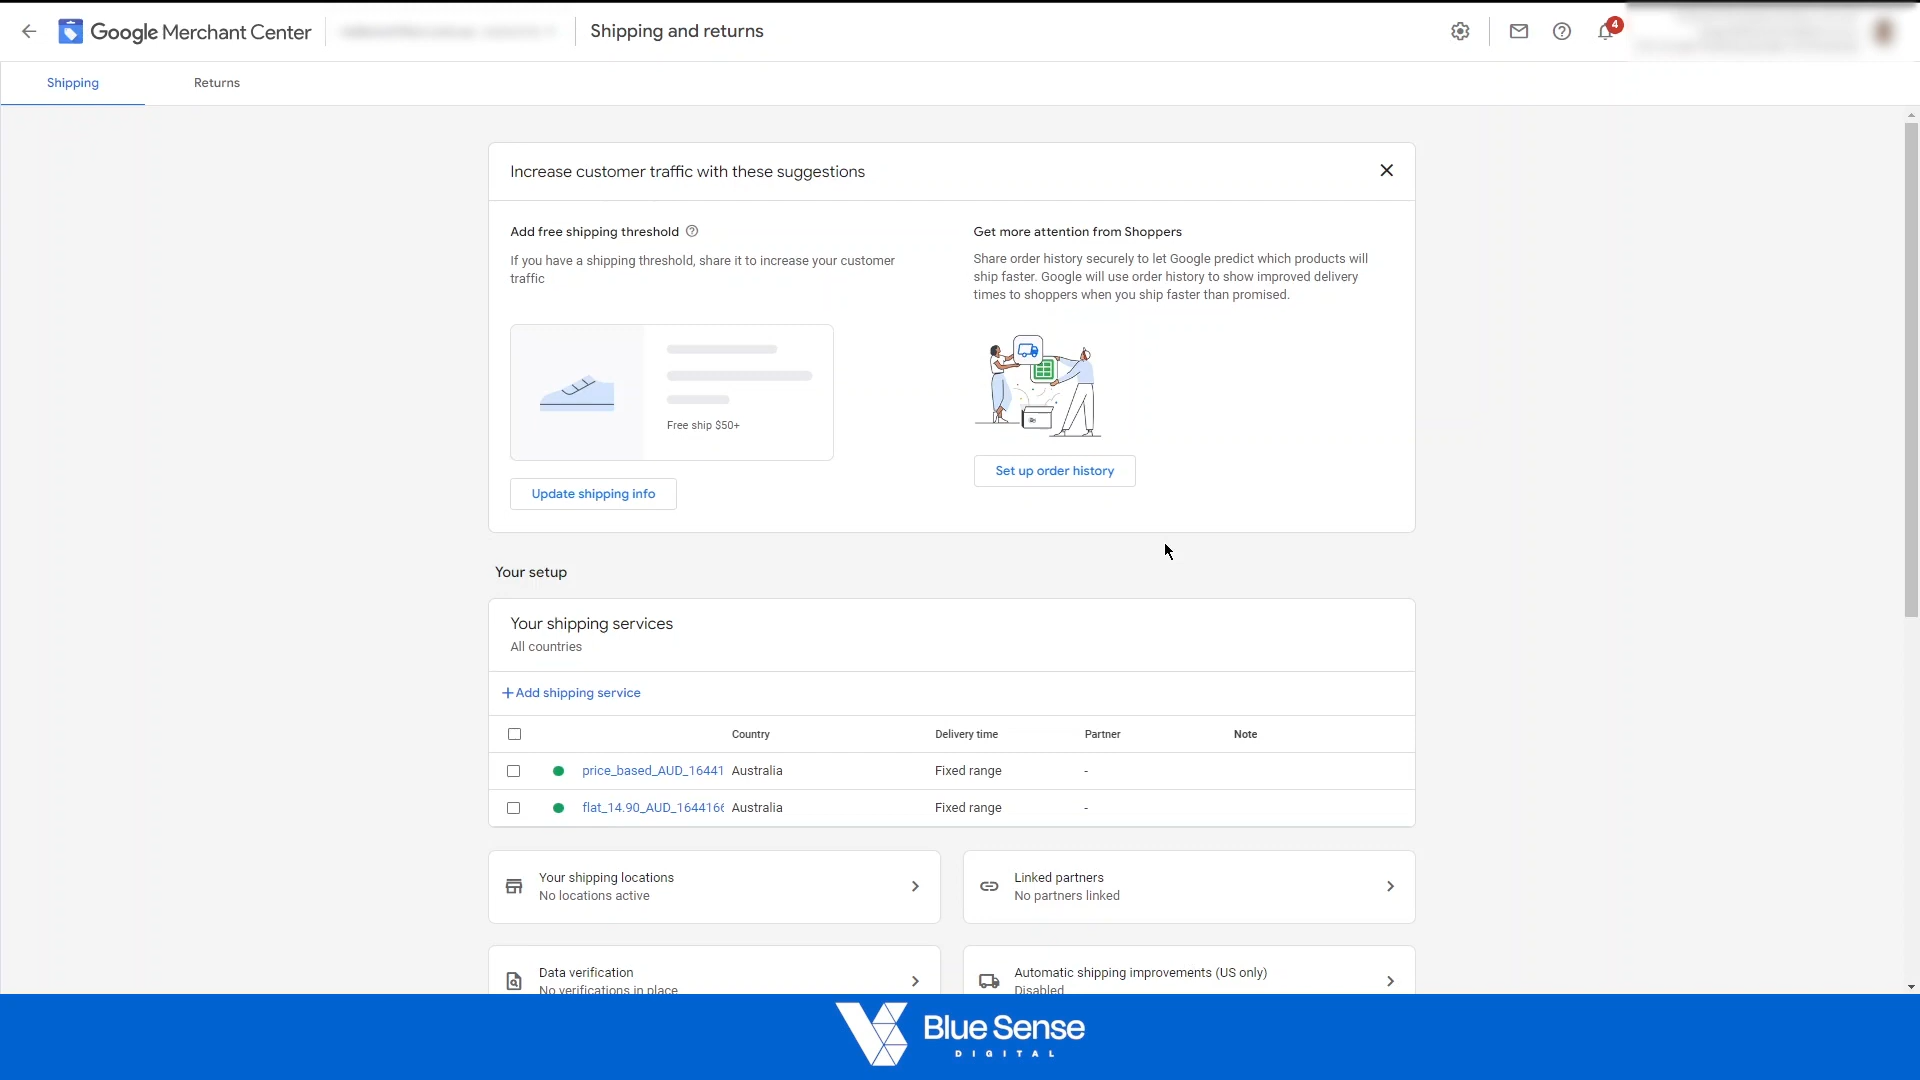 Google Merchant Center
Shipping and returns
4
Shipping
Returns
Increase customer traffic with these suggestions
Add free shipping threshold
If you have a shipping threshold, share it to increase your customer
traffic
Free ship $50+
Update shipping info
Get more attention from Shoppers
Share order history securely to let Google predict which products will
ship faster. Google will use order history to show improved delivery
times to shoppers when you ship faster than promised.
Set up order history
Your setup
Your shipping services
All countries
+Add shipping service
Country Delivery time Partner Note
price_based_AUD_16441 Australia Fixed range -
flat_14.90_AUD_1644166 Australia Fixed range -
Your shipping locations
No locations active
Linked partners
No partners linked
Data verification
No verifications in place
Automatic shipping improvements (US only)
Disabled
Blue Sense
DIGITAL